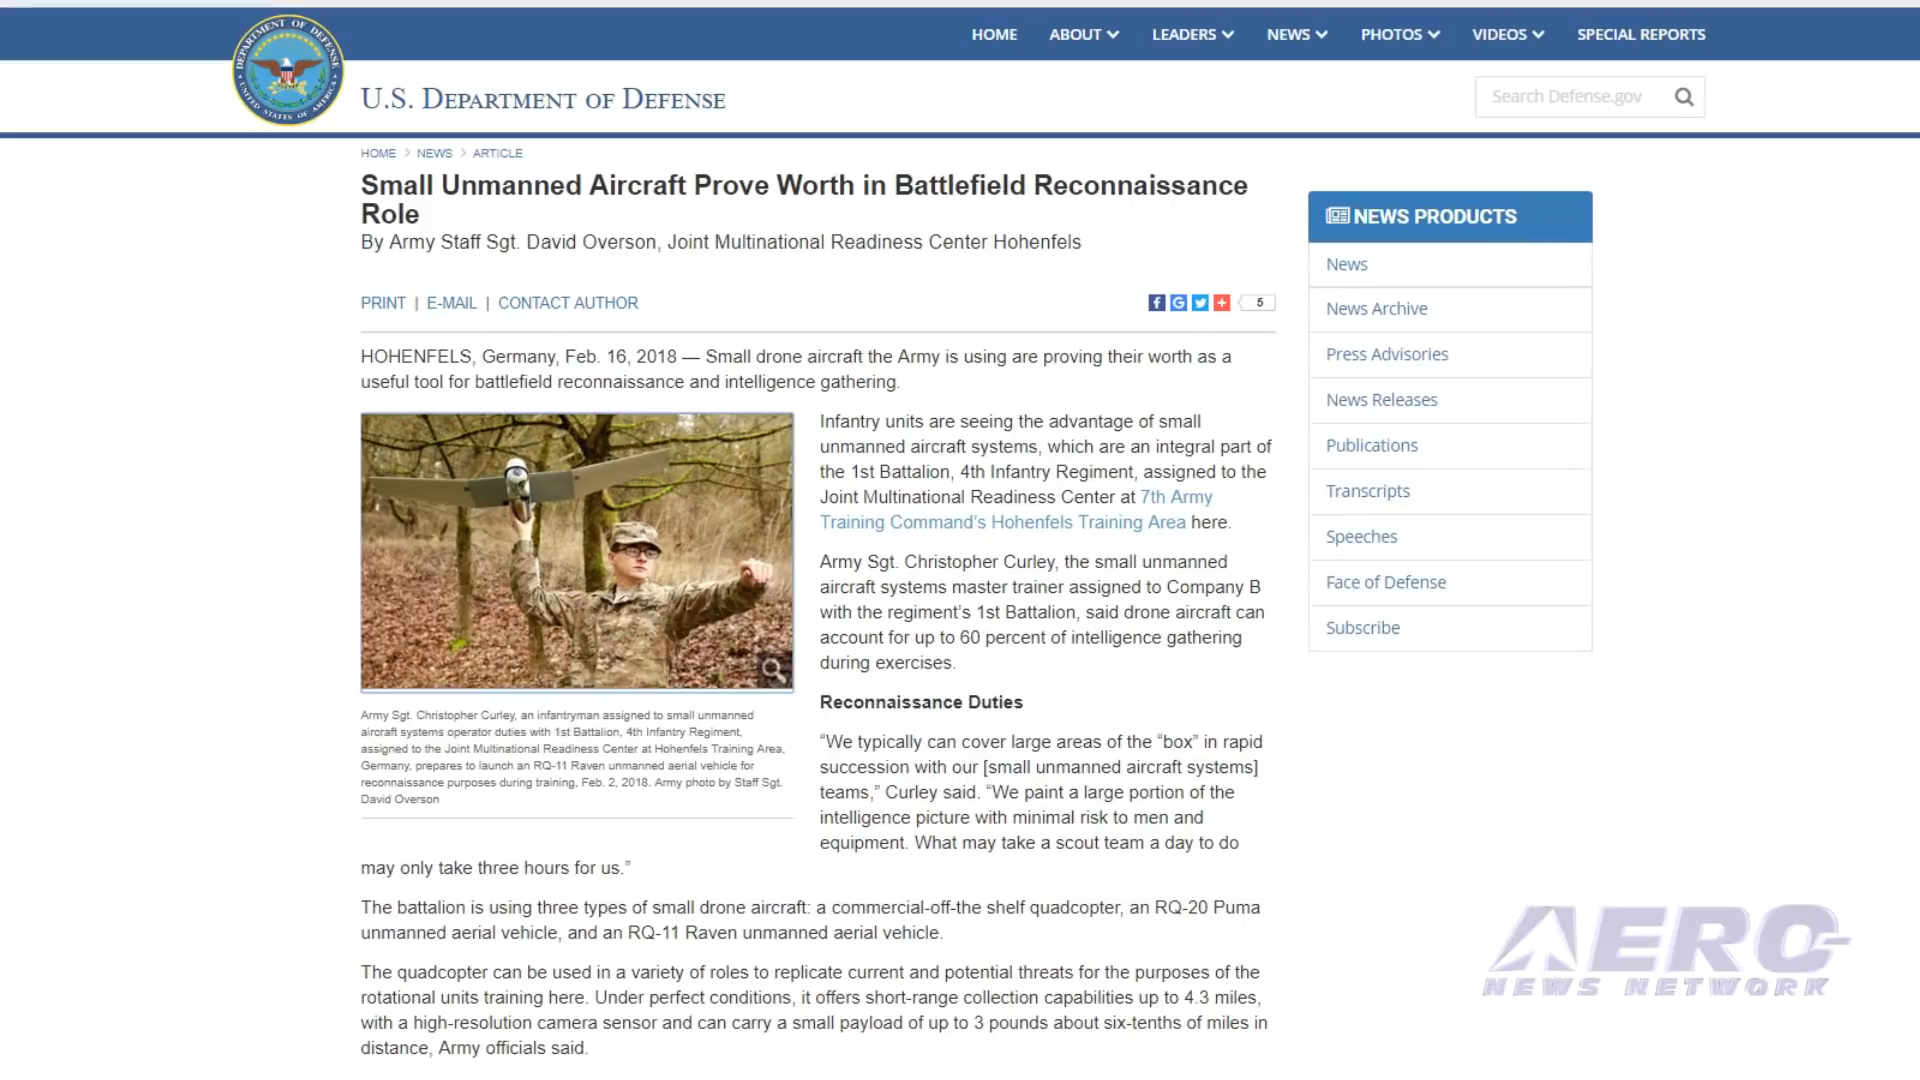 HOME ABOUT LEADERS NEWS PHOTOS VIDEOS SPECIAL REPORTS
DEPARTMENT OF DEFENSE
UNITED STATES OF AMERICA
U.S. DEPARTMENT OF DEFENSE
Search Defense.gov
HOME > NEWS > ARTICLE
Small Unmanned Aircraft Prove Worth in Battlefield Reconnaissance
Role
By Army Staff Sgt. David Overson, Joint Multinational Readiness Center Hohenfels
PRINT | E-MAIL | CONTACT AUTHOR
5
HOHENFELS, Germany, Feb. 16, 2018 — Small drone aircraft the Army is using are proving their worth as a
useful tool for battlefield reconnaissance and intelligence gathering.
Army Sgt. Christopher Curley, an infantryman assigned to small unmanned
aircraft systems operator duties with 1st Battalion, 4th Infantry Regiment,
assigned to the Joint Multinational Readiness Center at Hohenfels Training Area,
Germany, prepares to launch an RQ-11 Raven unmanned aerial vehicle for
reconnaissance purposes during training, Feb. 2, 2018. Army photo by Staff Sgt.
David Overson
Infantry units are seeing the advantage of small
unmanned aircraft systems, which are an integral part of
the 1st Battalion, 4th Infantry Regiment, assigned to the
Joint Multinational Readiness Center at 7th Army
Training Command's Hohenfels Training Area here.
Army Sgt. Christopher Curley, the small unmanned
aircraft systems master trainer assigned to Company B
with the regiment's 1st Battalion, said drone aircraft can
account for up to 60 percent of intelligence gathering
during exercises.
Reconnaissance Duties
“We typically can cover large areas of the “box” in rapid
succession with our [small unmanned aircraft systems]
teams,” Curley said. “We paint a large portion of the
intelligence picture with minimal risk to men and
equipment. What may take a scout team a day to do
may only take three hours for us.”
The battalion is using three types of small drone aircraft: a commercial-off-the shelf quadcopter, an RQ-20 Puma
unmanned aerial vehicle, and an RQ-11 Raven unmanned aerial vehicle.
The quadcopter can be used in a variety of roles to replicate current and potential threats for the purposes of the
rotational units training here. Under perfect conditions, it offers short-range collection capabilities up to 4.3 miles,
with a high-resolution camera sensor and can carry a small payload of up to 3 pounds about six-tenths of miles in
distance, Army officials said.
NEWS PRODUCTS
News
News Archive
Press Advisories
News Releases
Publications
Transcripts
Speeches
Face of Defense
Subscribe
AERO
NEWS NETWORK